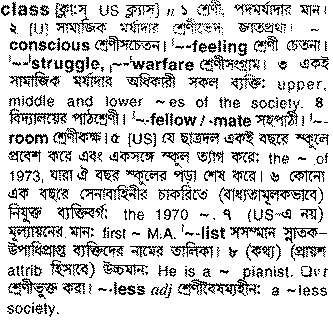 class [ক্লা:স্ US ক্ল্যাস্] n ১ শ্রেণী, পদমর্যাদার মান।
২ [U] সামাজিক মর্যাদার শ্রেণীভেদ, জাতপ্রথা। ~
conscious শ্রেণীসচেতন। '~-feeling শ্রেণী চেতনা।
'~-'struggle, '~-'warfare শ্রেণীসংগ্রাম। ৩ একই
সামাজিক মর্যাদার অধিকারী সকল ব্যক্তি: upper,
middle and lower ~es of the society. ৪
বিদ্যালয়ের পাঠশ্রেণী। '~-fellow / -mate সহপাঠী। '~-
room শ্রেণীকক্ষ। ৫ [US] যে ছাত্রদল একই বছরে স্কুলে
প্রবেশ করে এবং একসঙ্গে স্কুল ত্যাগ করে: the ~ of
1973, যারা ঐ বছর স্কুলের পড়া শেষ করে। ৬ কোনো
এক বছরে সেনাবাহিনীর চাকরিতে (বাধ্যতামূলকভাবে)
নিযুক্ত ব্যক্তিবর্গ: the 1970 ~. ৭ (US-এ নয়)
মূল্যায়নের মান: first ~ M.A. '~-list সসম্মান স্নাতক-
উপাধিপ্রাপ্ত ব্যক্তিদের নামের তালিকা। ৮ (কথ্য) (প্রায়শ
attrib হিসাবে) উচ্চমান: He is a ~ pianist.
শ্রেণীভুক্ত করা। ~-less adj শ্রেণীবৈষম্যহীন: a ~less
society.